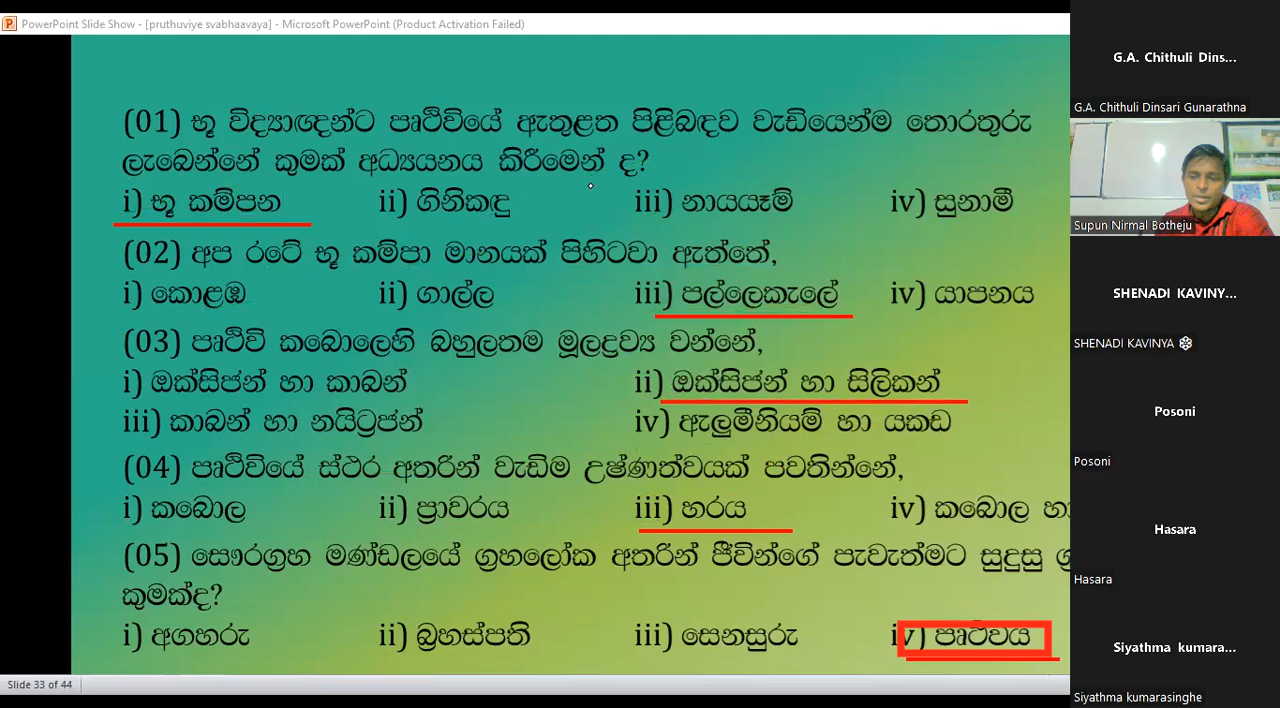 PowerPoint Slide Show - [pruthuviye svabhaavaya] - Microsoft PowerPoint (Product Activation Failed)
(01) භූ විද්‍යාඥන්ට පෘථිවියේ ඇතුළත පිළිබඳව වැඩියෙන්ම තොරතුරු
ලැබෙන්නේ කුමක් අධ්‍යයනය කිරීමෙන් ද?
i) භූ කම්පන ii) ගිනිකඳු iii) නායයෑම් iv) සුනාමි
(02) අප රටේ භූ කම්පා මානයක් පිහිටවා ඇත්තේ,
i) කොළඹ ii) ගාල්ල iii) පල්ලෙකැලේ iv) යාපනය
(03) පෘථිවි කබොලෙහි බහුලතම මූලද්‍රව්‍ය වන්නේ,
i) ඔක්සිජන් හා කාබන් ii) ඔක්සිජන් හා සිලිකන්
iii) කාබන් හා නයිට්‍රජන් iv) ඇලුමීනියම් හා යකඩ
(04) පෘථිවියේ ස්ථර අතරින් වැඩිම උෂ්ණත්වයක් පවතින්නේ,
i) කබොල ii) ප්‍රාවරය iii) හරය iv) කබොල
(05) සෞරග්‍රහ මණ්ඩලයේ ග්‍රහලෝක අතරින් ජීවින්ගේ පැවැත්මට සුදුසු
කුමක්ද?
i) අගහරු ii) බ්‍රහස්පති iii) සෙනසුරු iv) පෘථිවිය
Slide 33 of 44
G.A. Chithuli Dins...
G.A. Chithuli Dinsari Gunarathna
Supun Nirmal Botheju
SHENADI KAVINY...
SHENADI KAVINYA
Posoni
Posoni
Hasara
Hasara
Siyathma kumara...
Siyathma kumarasinghe